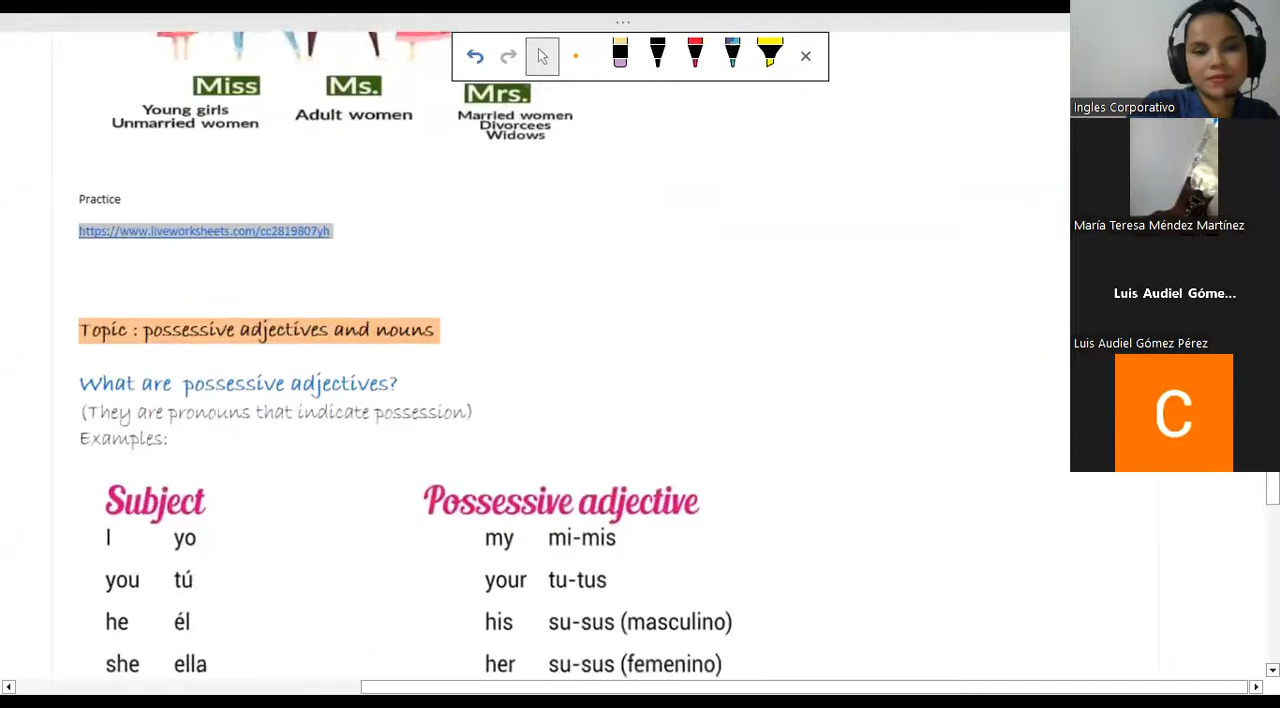 ...
Miss
Ms.
Mrs.
Young girls
Unmarried women
Adult women
Married women
Divorcees
Widows
Practice
https://www.liveworksheets.com/cc2819807yh
Topic : possessive adjectives and nouns
What are possessive adjectives?
(They are pronouns that indicate possession)
Examples:
Subject
Possessive adjective
I yo my mi-mis
you tú your tu-tus
he él his su-sus (masculino)
she ella her su-sus (femenino)
Ingles Corporativo
María Teresa Méndez Martínez
Luis Audiel Góme...
Luis Audiel Gómez Pérez
C